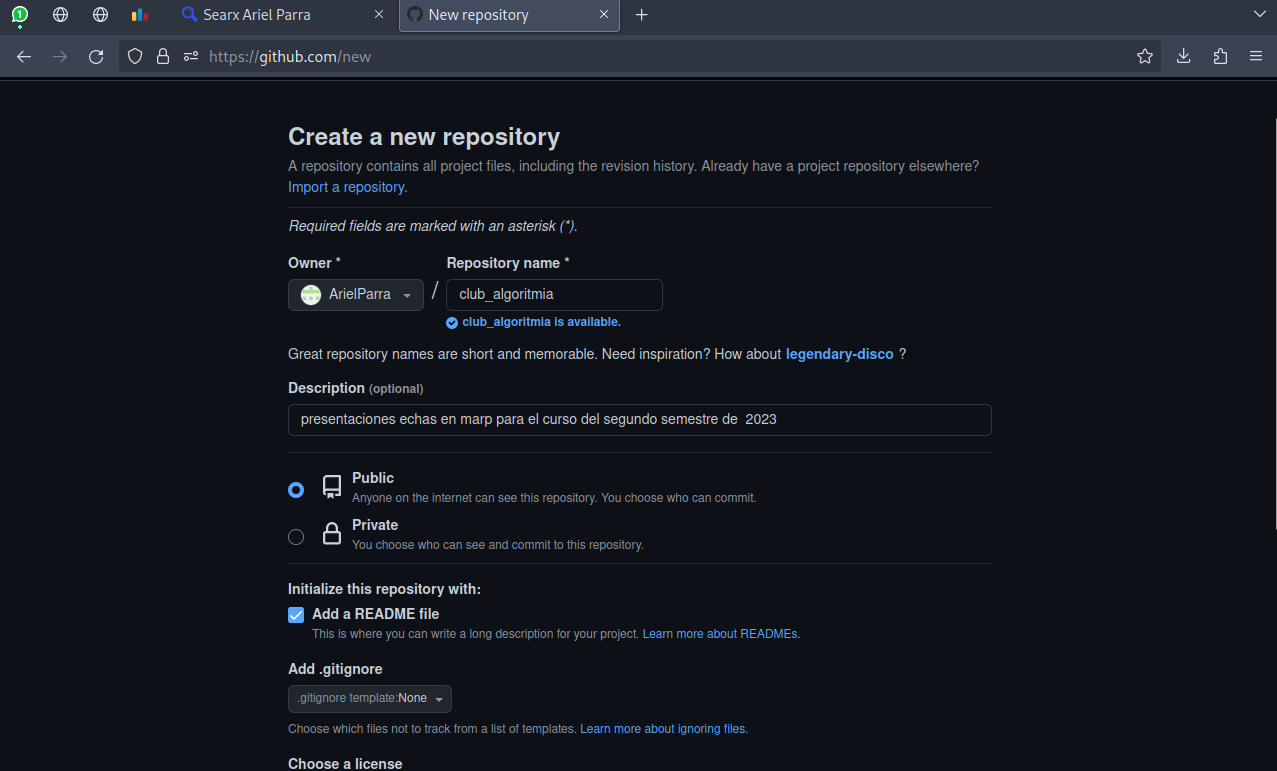 1
Searx Ariel Parra
New repository
https://github.com/new
Create a new repository
A repository contains all project files, including the revision history. Already have a project repository elsewhere?
Import a repository.
Required fields are marked with an asterisk (*).
Owner * Repository name *
ArielParra / club_algoritmia
club_algoritmia is available.
Great repository names are short and memorable. Need inspiration? How about legendary-disco ?
Description (optional)
presentaciones echas en marp para el curso del segundo semestre de  2023
Public
Anyone on the internet can see this repository. You choose who can commit.
Private
You choose who can see and commit to this repository.
Initialize this repository with:
Add a README file
This is where you can write a long description for your project. Learn more about READMEs.
Add .gitignore
.gitignore template:None
Choose which files not to track from a list of templates. Learn more about ignoring files.
Choose a license